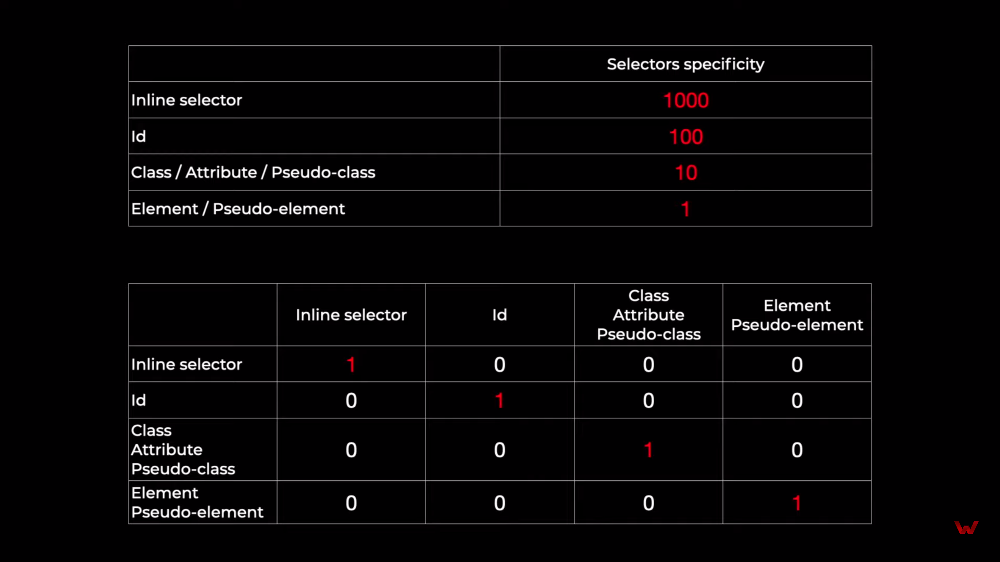 Selectors specificity
Inline selector 1000
Id 100
Class / Attribute / Pseudo-class 10
Element / Pseudo-element 1
Inline selector Id Class Attribute Pseudo-class Element Pseudo-element
Inline selector 1 0 0 0
Id 0 1 0 0
Class
Attribute 0 0 1 0
Pseudo-class
Element
Pseudo-element 0 0 0 1
W